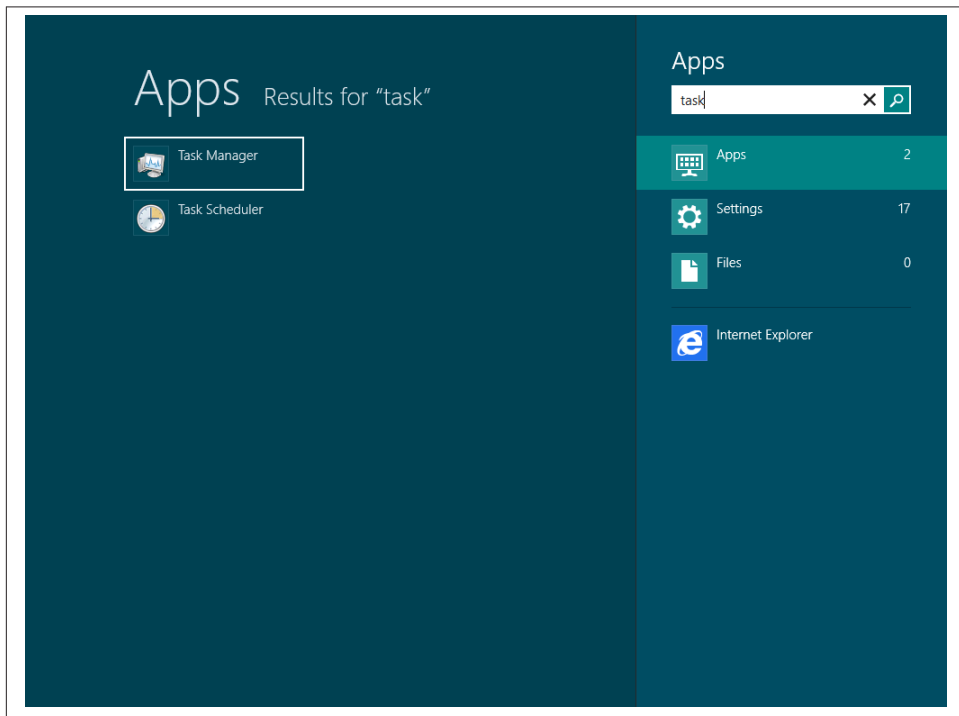 Apps Results for “task”
Task Manager
Task Scheduler
Apps
task
Apps 2
Settings 17
Files 0
Internet Explorer